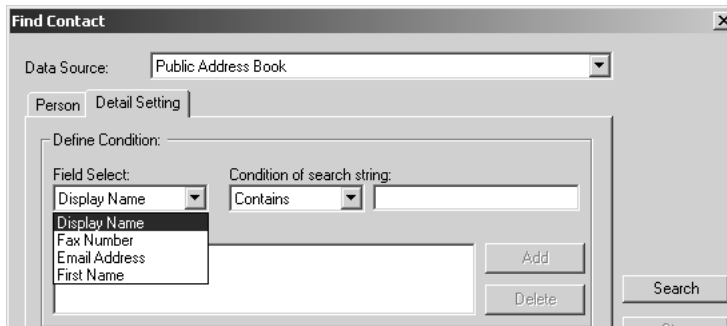 Find Contact
Data Source: Public Address Book
Person Detail Setting
Define Condition:
Field Select: Condition of search string:
Display Name Contains
Display Name
Fax Number
Email Address
First Name
Add
Delete
Search